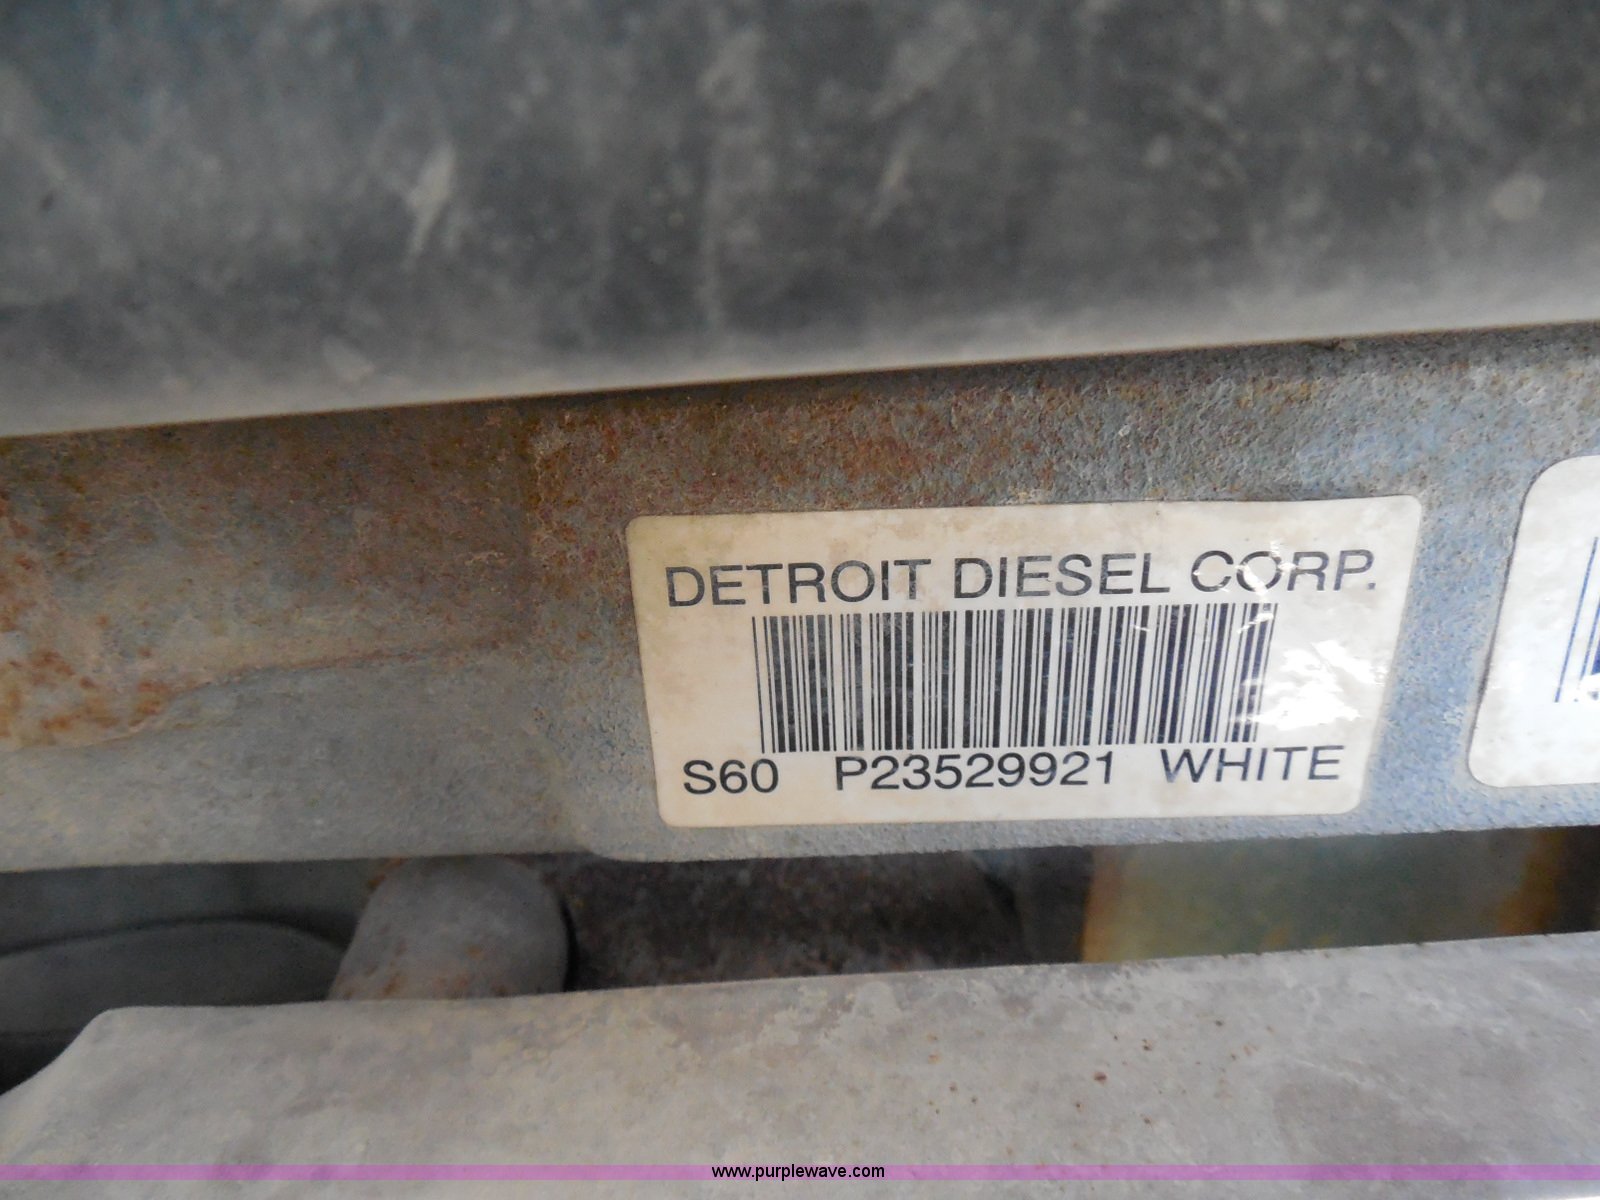 DETROIT DIESEL CORP.
S60 P23529921 WHITE
www.purplewave.com